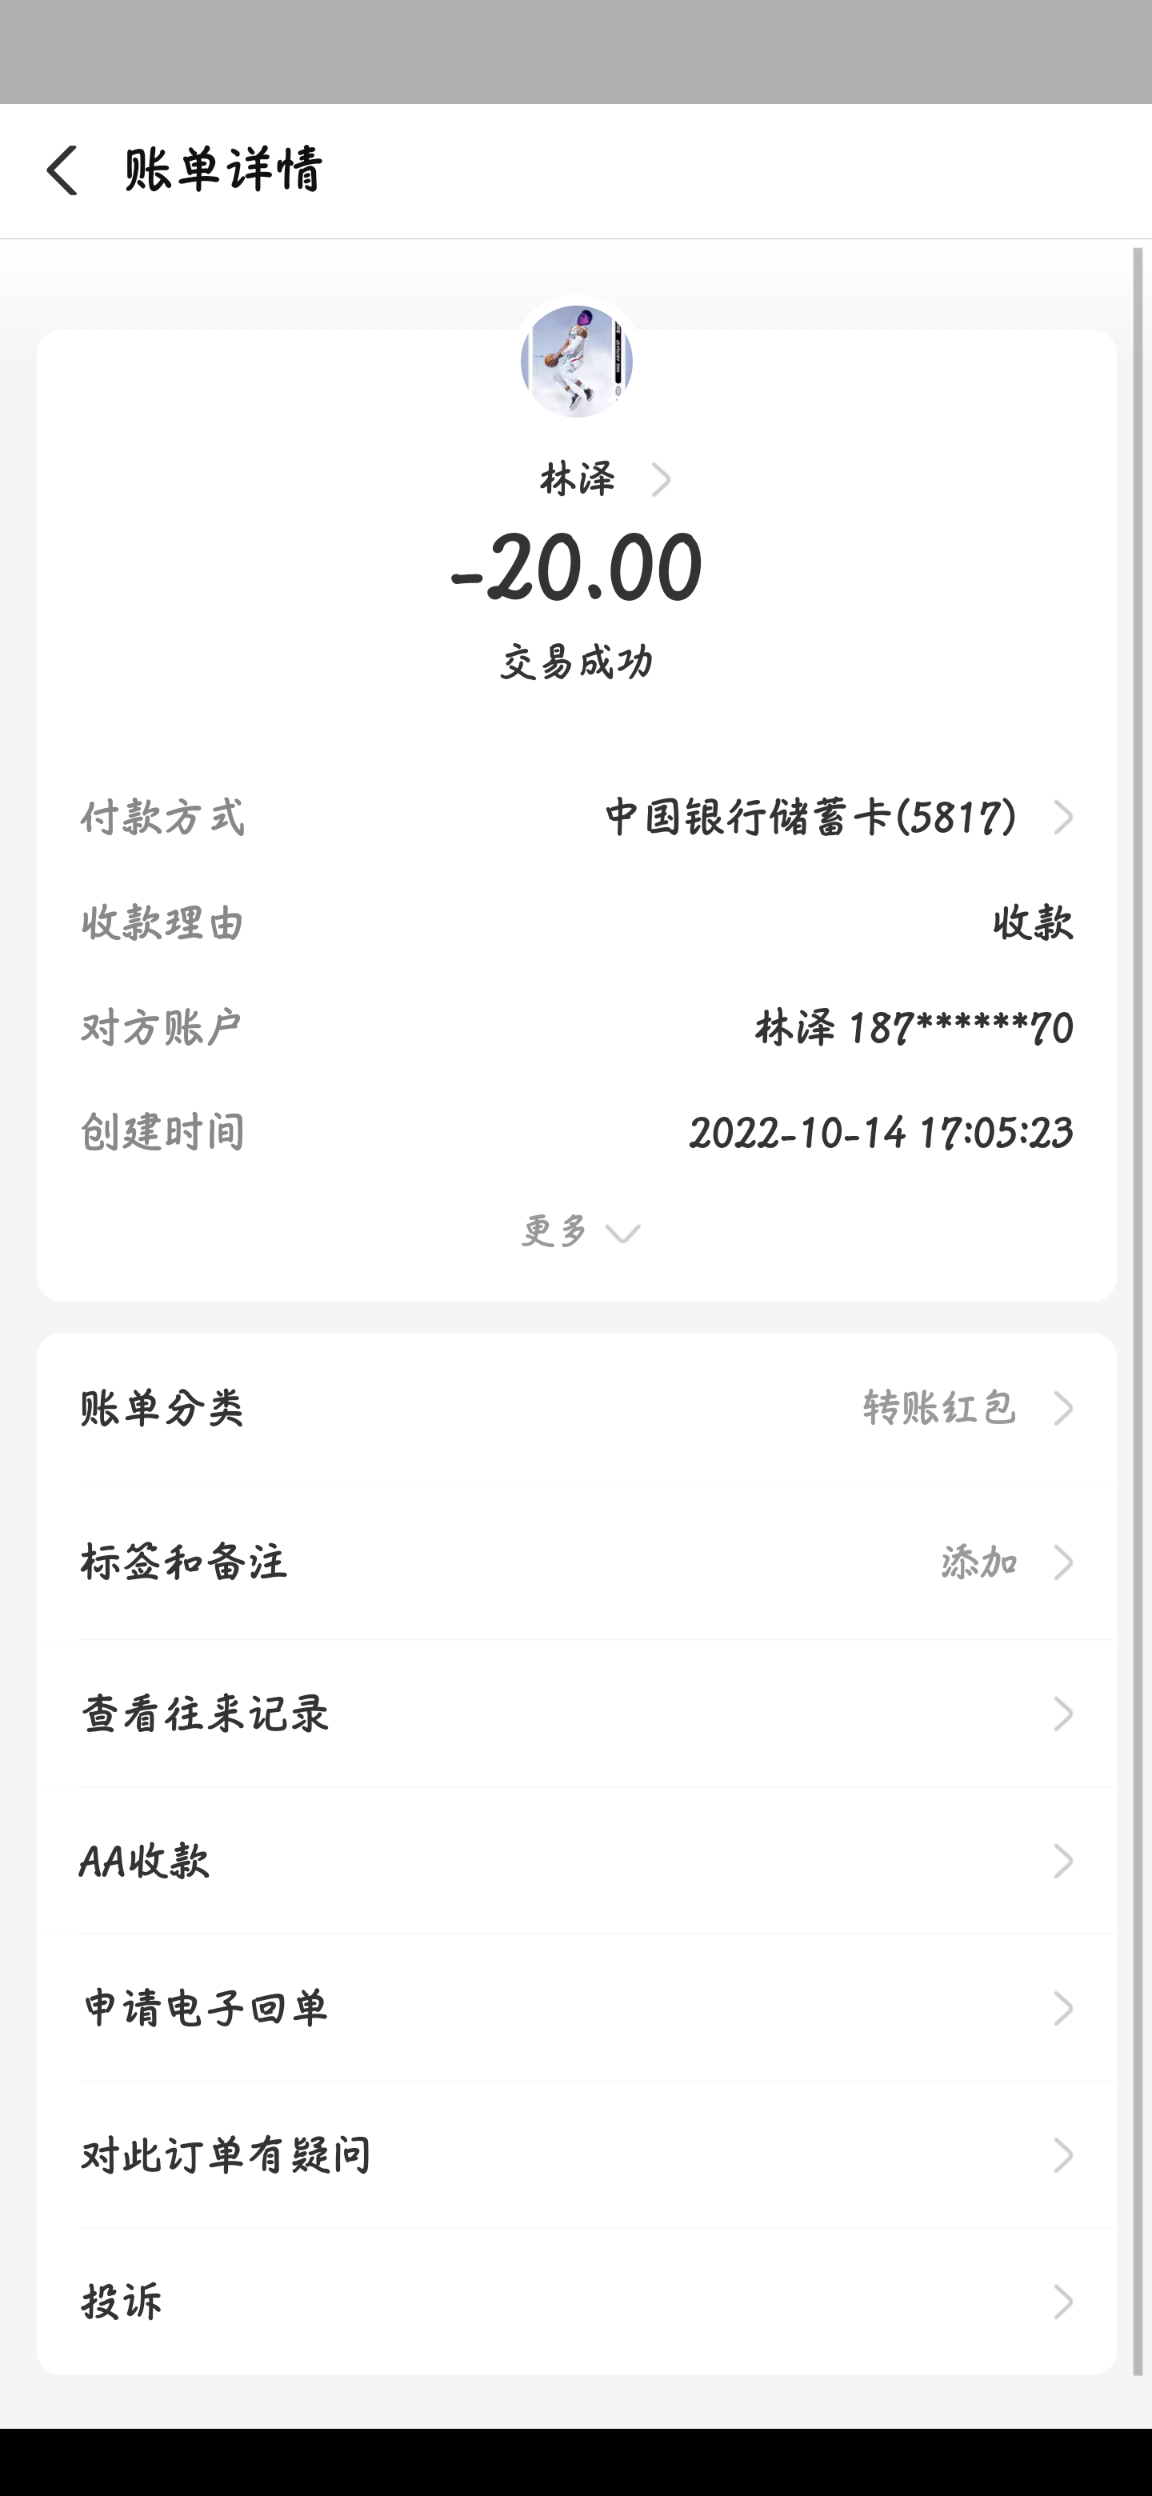 账单详情
林泽
-20.00
交易成功
付款方式 中国银行储蓄卡(5817)
收款理由 收款
对方账户 林泽 187******70
创建时间 2022-10-14 17:05:23
更多
账单分类 转账红包
标签和备注 添加
查看往来记录
AA收款
申请电子回单
对此订单有疑问
投诉